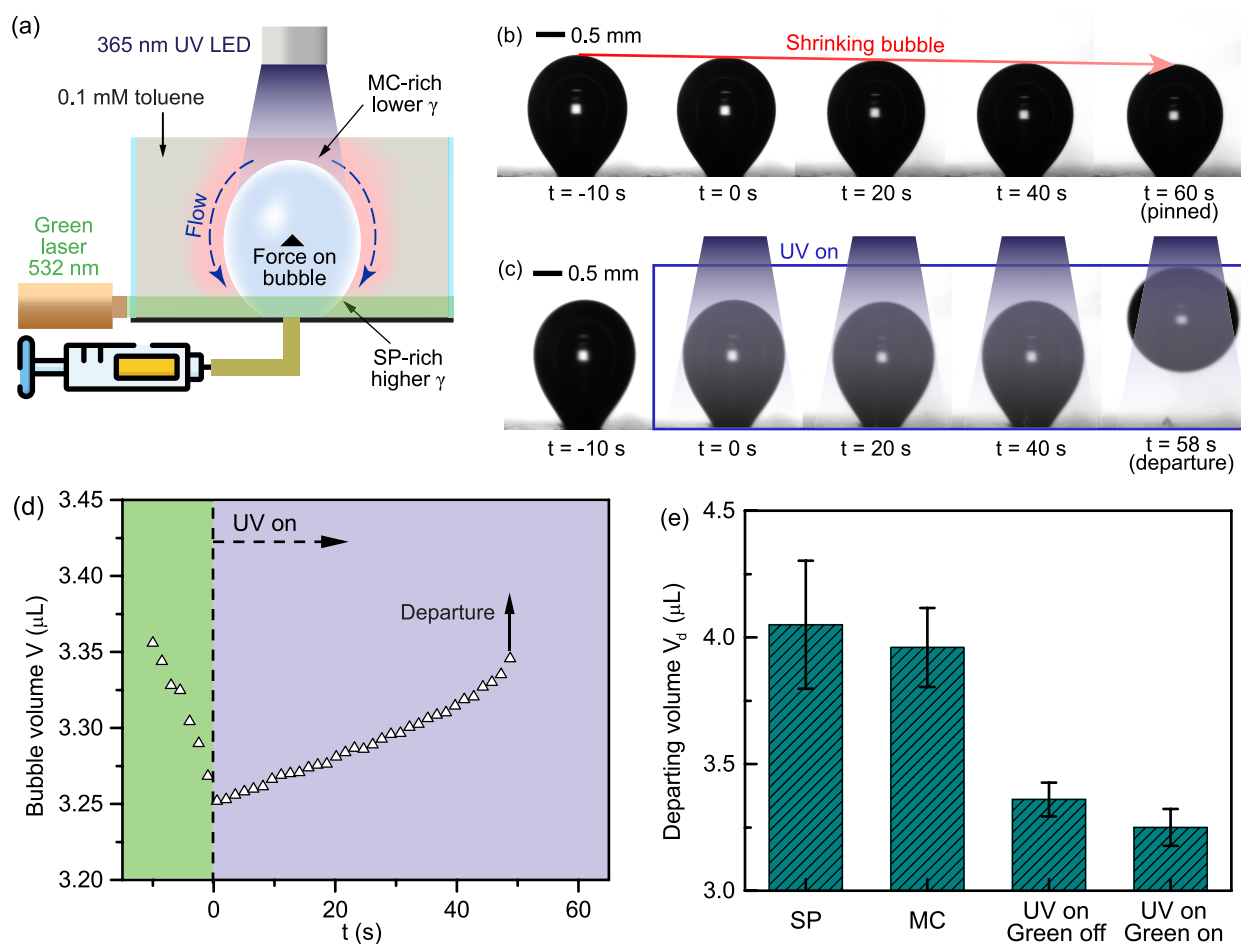 (a)
365 nm UV LED
0.1 mM toluene
MC-rich
lower γ
Flow
Force on
bubble
Green
laser
532 nm
SP-rich
higher γ
(b)
0.5 mm
Shrinking bubble
t = -10 s
t = 0 s
t = 20 s
t = 40 s
t = 60 s
(pinned)
(c)
0.5 mm
UV on
t = -10 s
t = 0 s
t = 20 s
t = 40 s
t = 58 s
(departure)
(d)
Bubble volume V (μL)
3.45
3.40
3.35
3.30
3.25
3.20
UV on
Departure
0
20
40
60
t (s)
(e)
Departing volume V_d (μL)
4.5
4.0
3.5
3.0
SP
MC
UV on
Green off
UV on
Green on